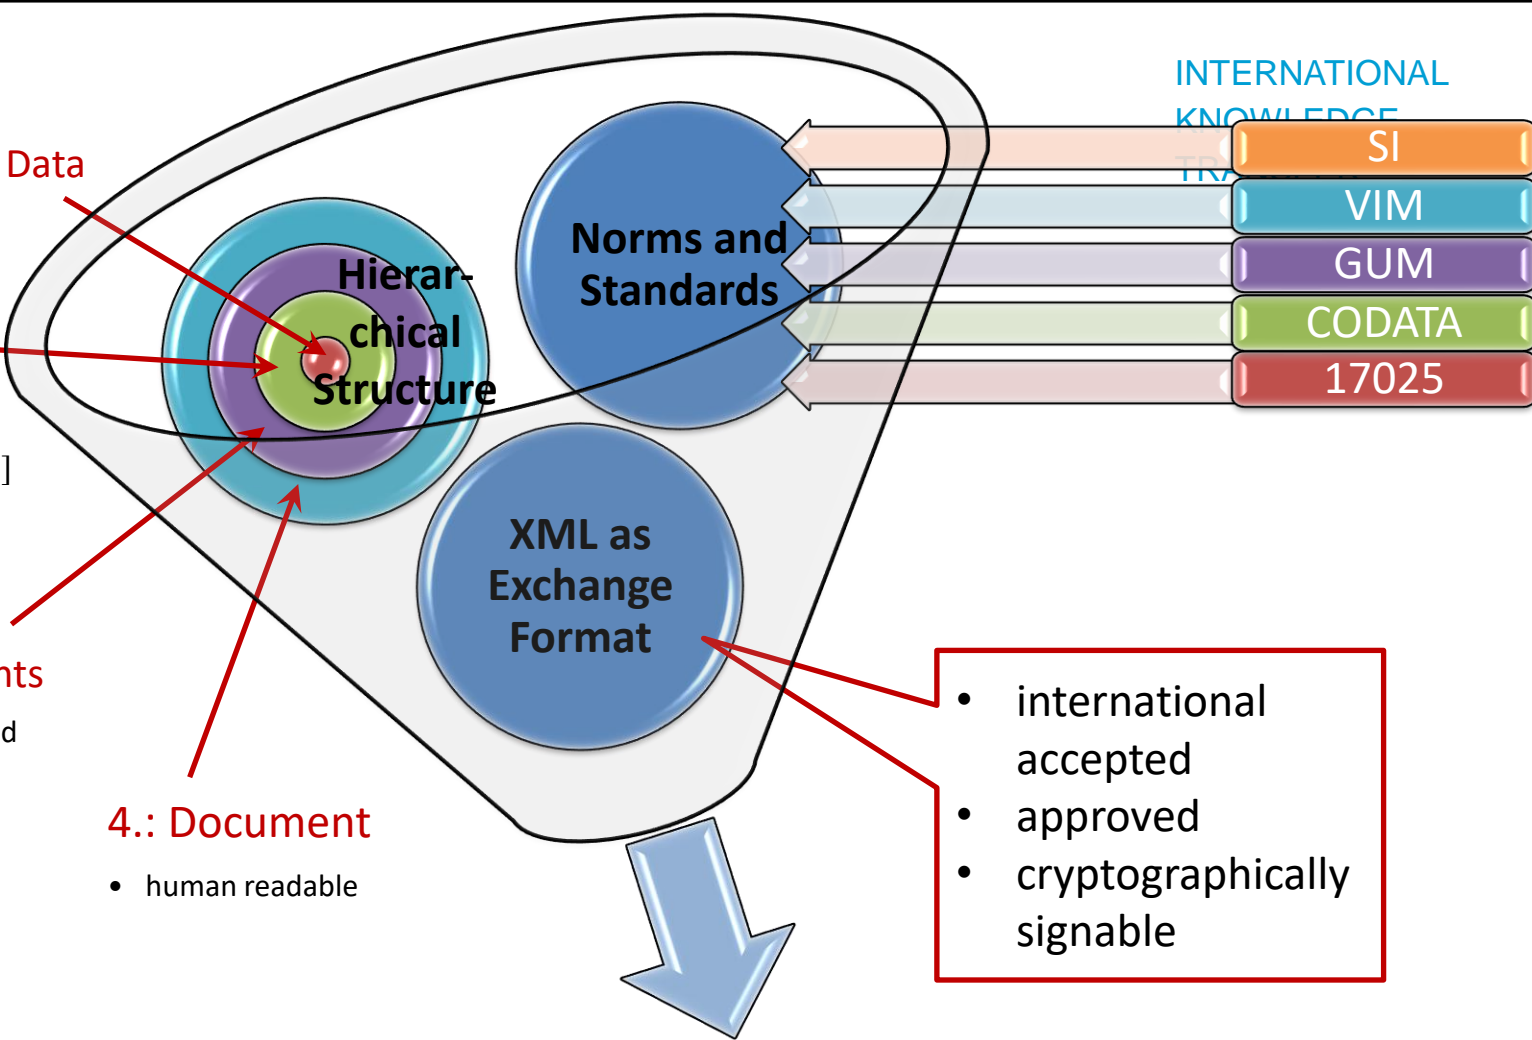 INTERNATIONAL
KNOWLEDGE
SI
Data
VIM
Norms and
Standards
GUM
Hierar-
chical
Structure
CODATA
17025
]
XML as
Exchange
Format
nts
d
4.: Document
• human readable
• international
accepted
• approved
• cryptographically
signable